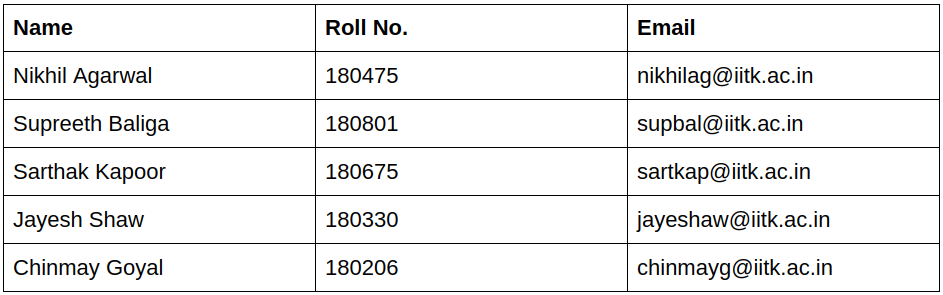 Name Roll No. Email
Nikhil Agarwal 180475 nikhilag@iitk.ac.in
Supreeth Baliga 180801 supbal@iitk.ac.in
Sarthak Kapoor 180675 sartkap@iitk.ac.in
Jayesh Shaw 180330 jayeshaw@iitk.ac.in
Chinmay Goyal 180206 chinmayg@iitk.ac.in